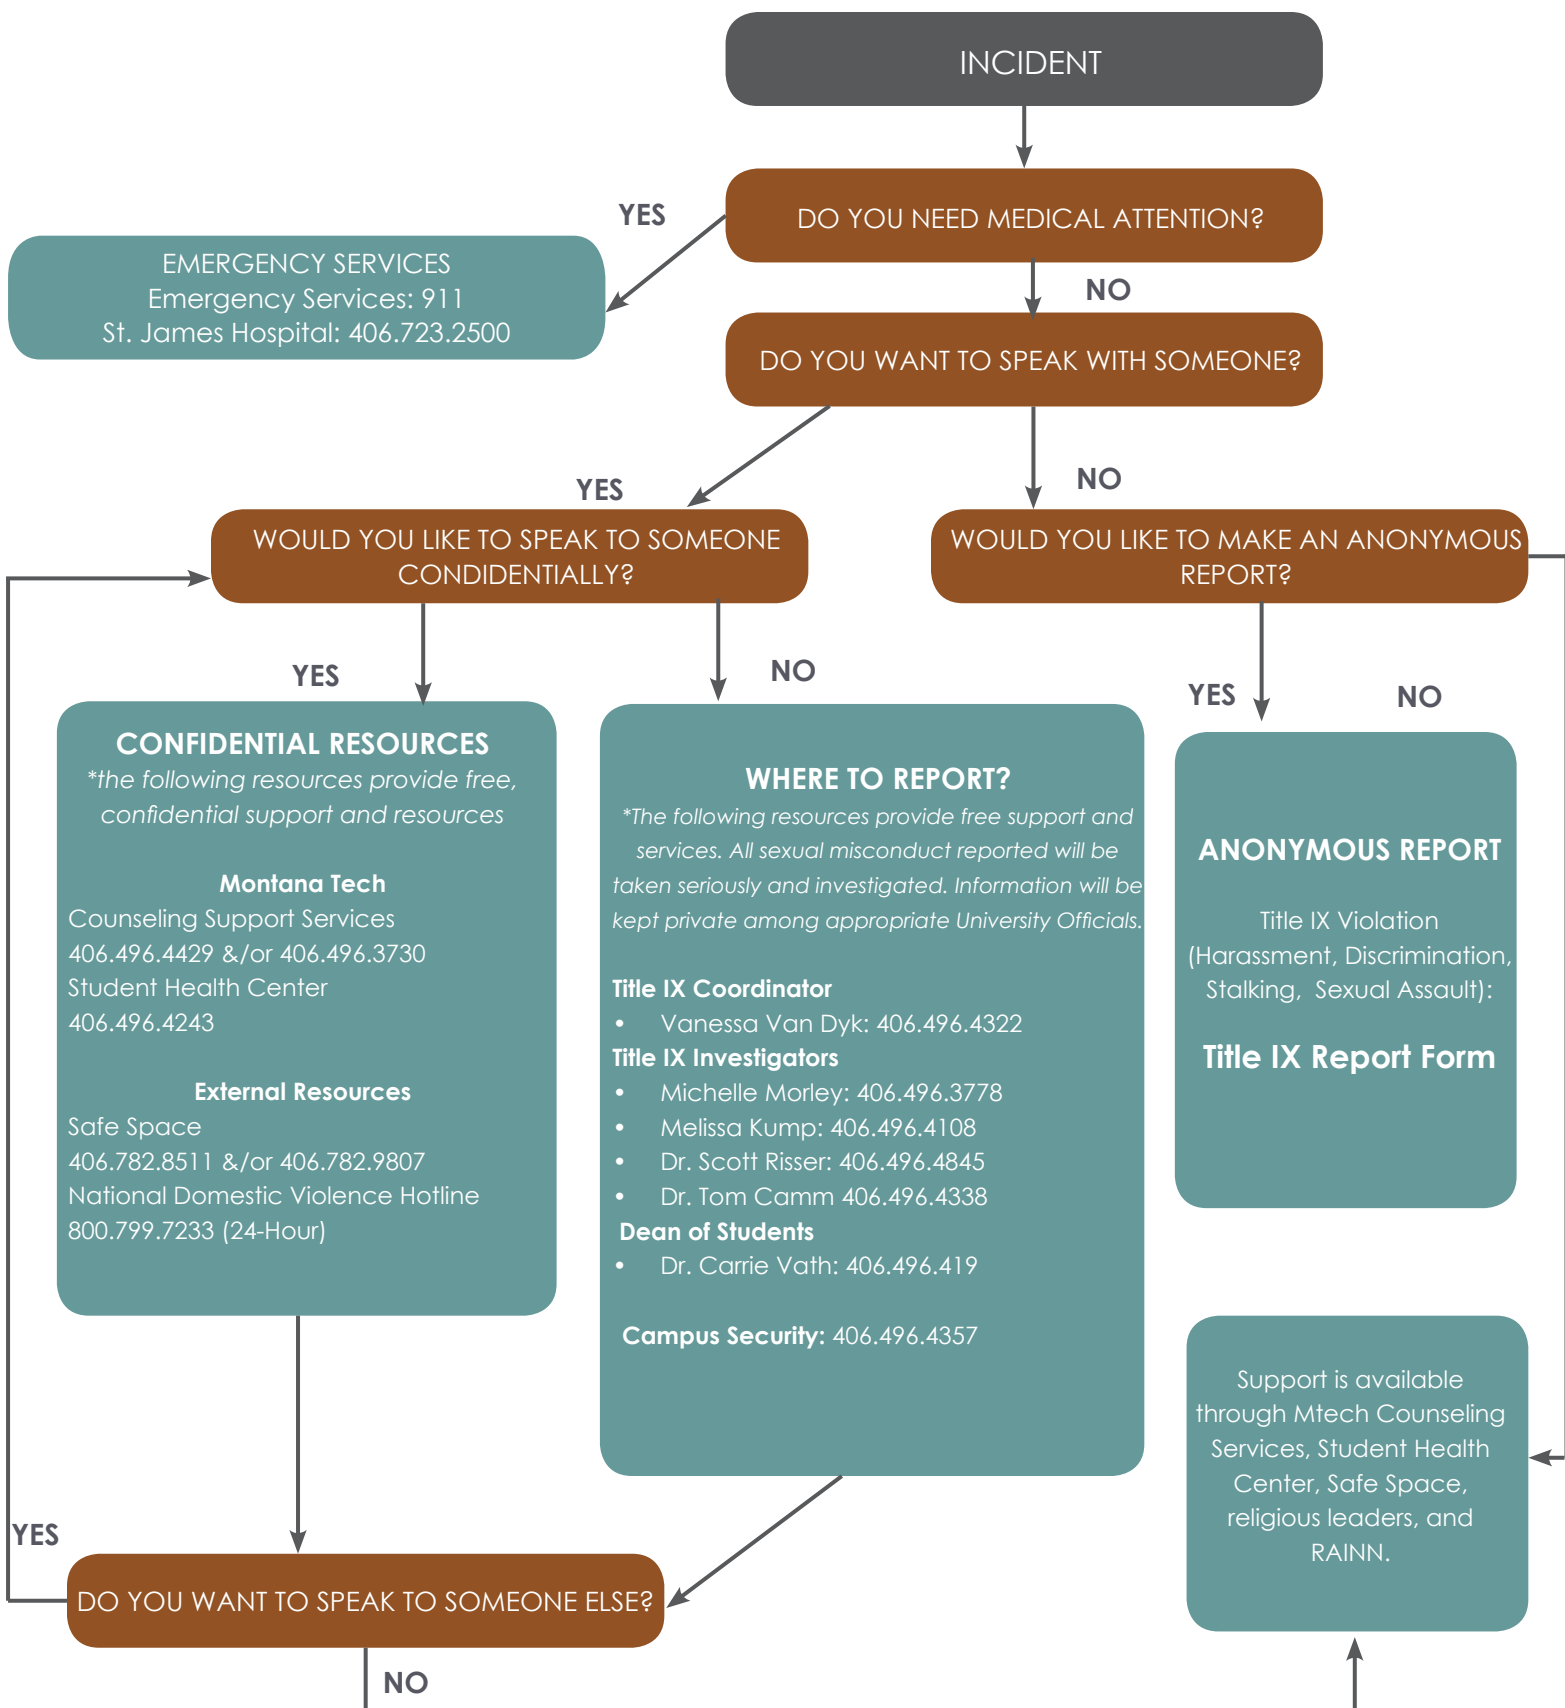 INCIDENT
DO YOU NEED MEDICAL ATTENTION?
YES
EMERGENCY SERVICES
Emergency Services: 911
St. James Hospital: 406.723.2500
NO
DO YOU WANT TO SPEAK WITH SOMEONE?
YES
NO
WOULD YOU LIKE TO SPEAK TO SOMEONE
CONDIDENTIALLY?
WOULD YOU LIKE TO MAKE AN ANONYMOUS
REPORT?
YES
NO
YES
NO
CONFIDENTIAL RESOURCES
*the following resources provide free,
confidential support and resources
Montana Tech
Counseling Support Services
406.496.4429 &/or 406.496.3730
Student Health Center
406.496.4243
External Resources
Safe Space
406.782.8511 &/or 406.782.9807
National Domestic Violence Hotline
800.799.7233 (24-Hour)
WHERE TO REPORT?
*The following resources provide free support and
services. All sexual misconduct reported will be
taken seriously and investigated. Information will be
kept private among appropriate University Officials.
Title IX Coordinator
• Vanessa Van Dyk: 406.496.4322
Title IX Investigators
• Michelle Morley: 406.496.3778
• Melissa Kump: 406.496.4108
• Dr. Scott Risser: 406.496.4845
• Dr. Tom Camm 406.496.4338
Dean of Students
• Dr. Carrie Vath: 406.496.419
Campus Security: 406.496.4357
ANONYMOUS REPORT
Title IX Violation
(Harassment, Discrimination,
Stalking, Sexual Assault):
Title IX Report Form
Support is available
through Mtech Counseling
Services, Student Health
Center, Safe Space,
religious leaders, and
RAINN.
YES
DO YOU WANT TO SPEAK TO SOMEONE ELSE?
NO